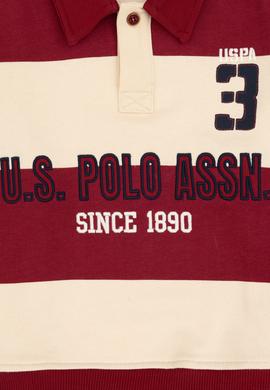 USPA
3
U.S. POLO ASSN.
SINCE 1890